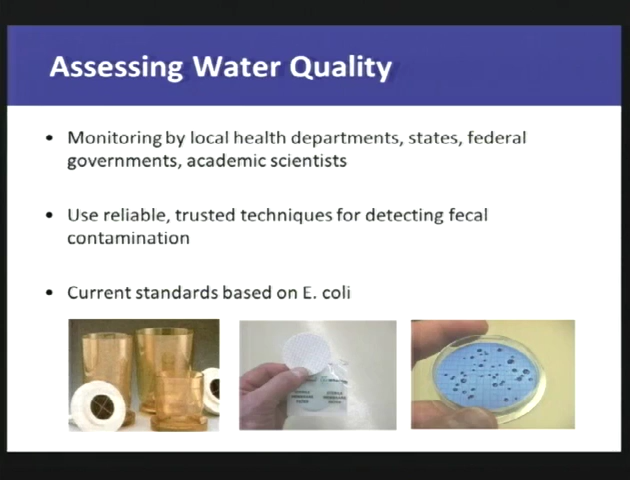 Assessing Water Quality
• Monitoring by local health departments, states, federal
governments, academic scientists
• Use reliable, trusted techniques for detecting fecal
contamination
• Current standards based on E. coli